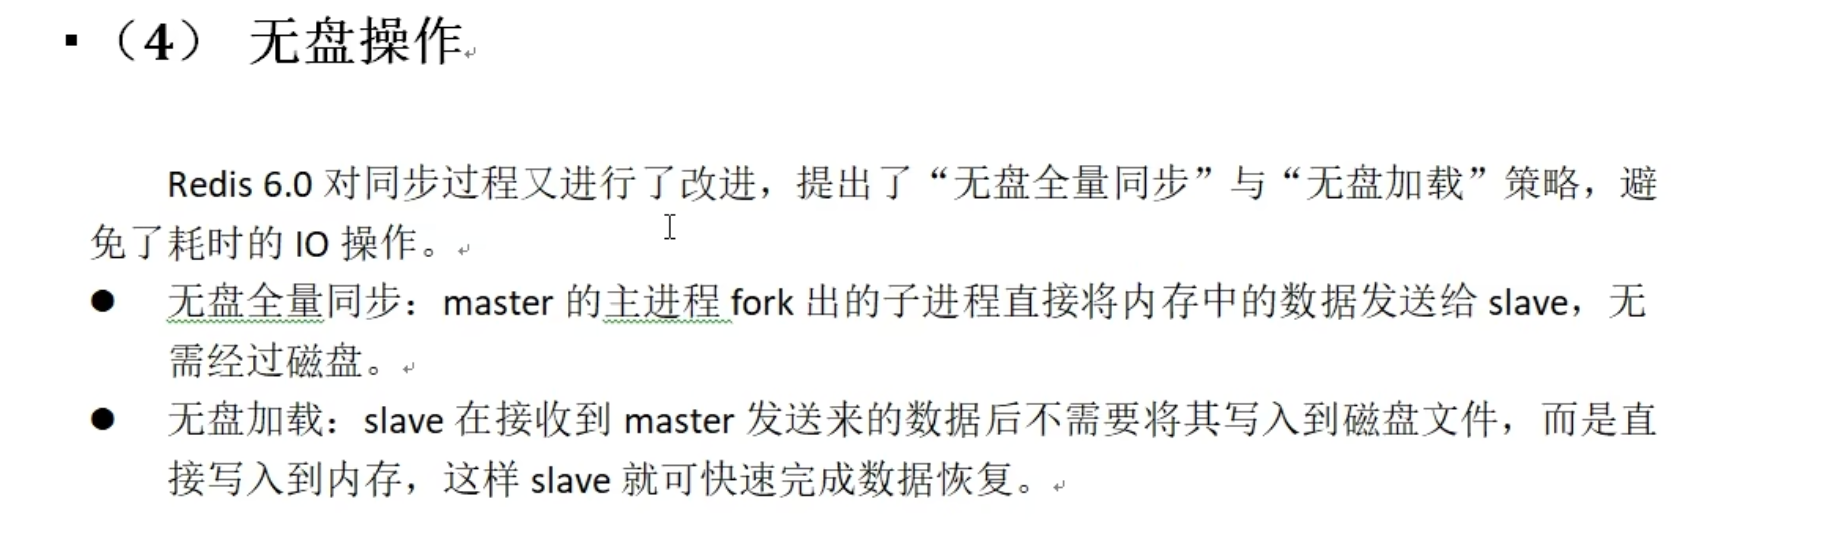 ▪（4） 无盘操作
Redis 6.0 对同步过程又进行了改进，提出了“无盘全量同步”与“无盘加载”策略，避
免了耗时的 IO 操作。
● 无盘全量同步：master 的主进程 fork 出的子进程直接将内存中的数据发送给 slave，无
需经过磁盘。
● 无盘加载：slave 在接收到 master 发送来的数据后不需要将其写入到磁盘文件，而是直
接写入到内存，这样 slave 就可快速完成数据恢复。